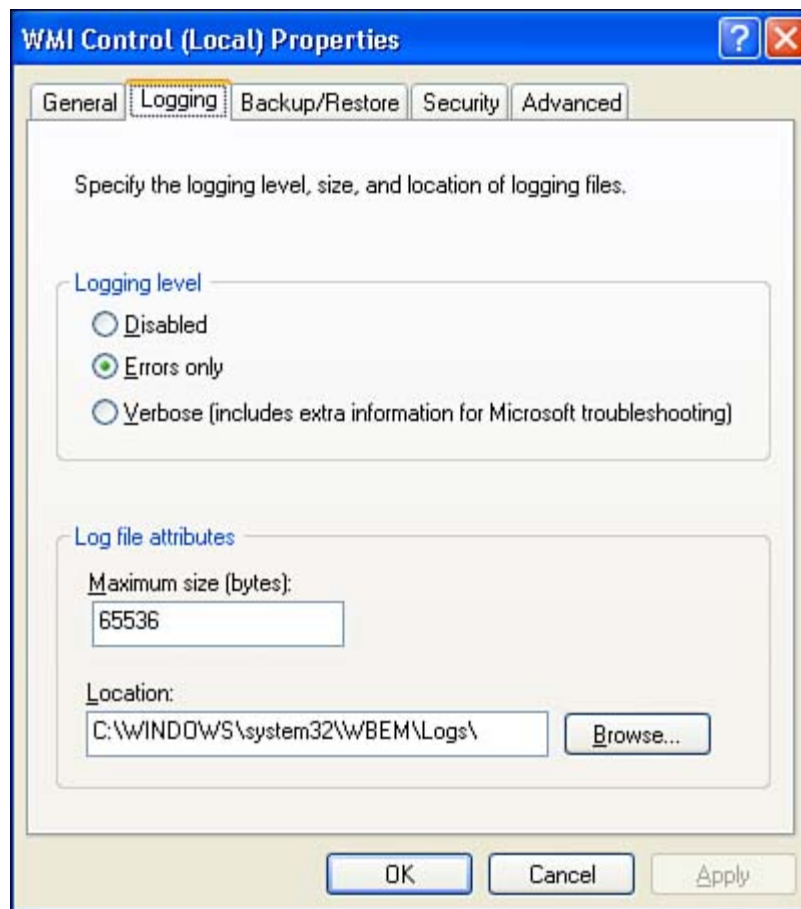 WMI Control (Local) Properties
General Logging Backup/Restore Security Advanced
Specify the logging level, size, and location of logging files.
Logging level
Disabled
Errors only
Verbose (includes extra information for Microsoft troubleshooting)
Log file attributes
Maximum size (bytes):
65536
Location:
C:\WINDOWS\system32\WBEM\Logs\ Browse...
OK Cancel Apply